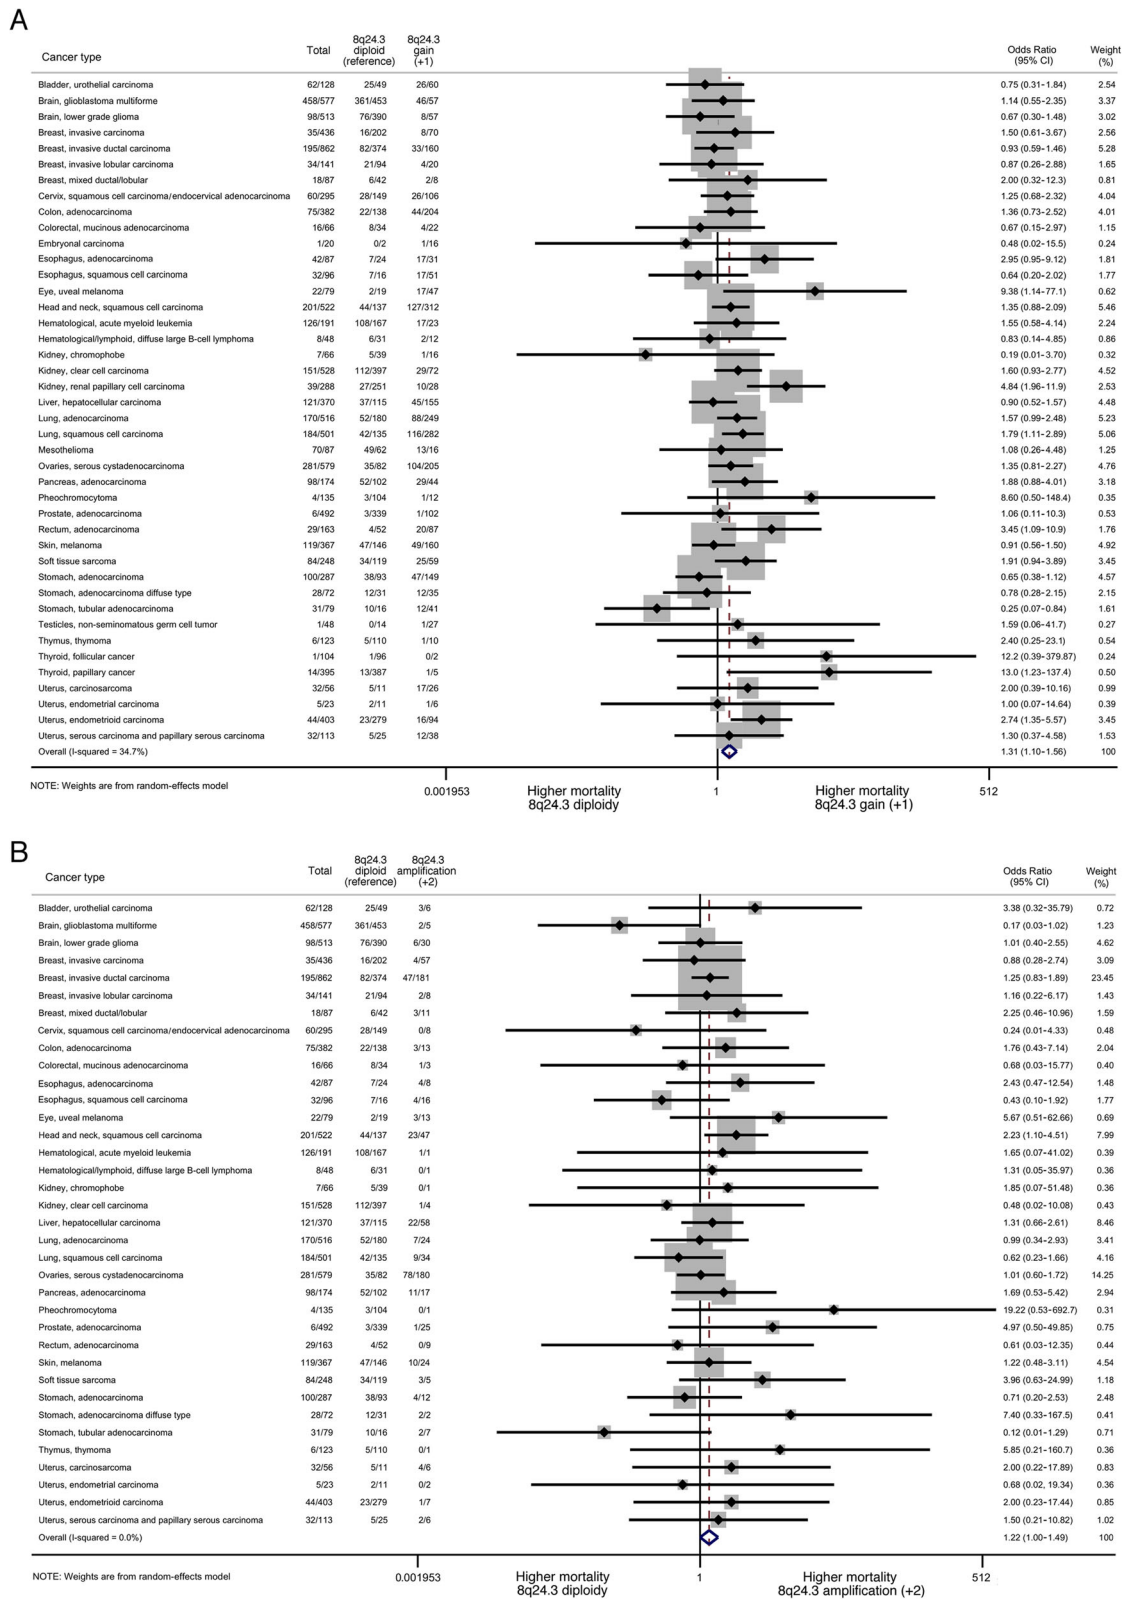 A
Cancer type Total 8q24.3 diploid (reference) 8q24.3 gain (+1) Odds Ratio (95% CI) Weight (%)
Bladder, urothelial carcinoma 62/128 25/49 26/60 0.75 (0.31-1.84) 2.54
Brain, glioblastoma multiforme 458/577 361/453 46/57 1.14 (0.55-2.35) 3.37
Brain, lower grade glioma 98/513 76/390 8/57 0.67 (0.30-1.48) 3.02
Breast, invasive carcinoma 35/436 16/202 8/70 1.50 (0.61-3.67) 2.56
Breast, invasive ductal carcinoma 195/862 82/374 33/160 0.93 (0.59-1.46) 5.28
Breast, invasive lobular carcinoma 34/141 21/94 4/20 0.87 (0.26-2.88) 1.65
Breast, mixed ductal/lobular 18/87 6/42 2/8 2.00 (0.32-12.3) 0.81
Cervix, squamous cell carcinoma/endocervical adenocarcinoma 60/295 28/149 26/106 1.25 (0.68-2.32) 4.04
Colon, adenocarcinoma 75/382 22/138 44/204 1.36 (0.73-2.52) 4.01
Colorectal, mucinous adenocarcinoma 16/66 8/34 4/22 0.67 (0.15-2.97) 1.15
Embryonal carcinoma 1/20 0/2 1/16 0.48 (0.02-15.5) 0.24
Esophagus, adenocarcinoma 42/87 7/24 17/31 2.95 (0.95-9.12) 1.81
Esophagus, squamous cell carcinoma 32/96 7/16 17/51 0.64 (0.20-2.02) 1.77
Eye, uveal melanoma 22/79 2/19 17/47 9.38 (1.14-77.1) 0.62
Head and neck, squamous cell carcinoma 201/522 44/137 127/312 1.35 (0.88-2.09) 5.46
Hematological, acute myeloid leukemia 126/191 108/167 17/23 1.55 (0.58-4.14) 2.24
Hematological/lymphoid, diffuse large B-cell lymphoma 8/48 6/31 2/12 0.83 (0.14-4.85) 0.86
Kidney, chromophobe 7/66 5/39 1/16 0.19 (0.01-3.70) 0.32
Kidney, clear cell carcinoma 151/528 112/397 29/72 1.60 (0.93-2.77) 4.52
Kidney, renal papillary cell carcinoma 39/288 27/251 10/28 4.84 (1.96-11.9) 2.53
Liver, hepatocellular carcinoma 121/370 37/115 45/155 0.90 (0.52-1.57) 4.48
Lung, adenocarcinoma 170/516 52/180 88/249 1.57 (0.99-2.48) 5.23
Lung, squamous cell carcinoma 184/501 42/135 116/282 1.79 (1.11-2.89) 5.06
Mesothelioma 70/87 49/62 13/16 1.08 (0.26-4.48) 1.25
Ovaries, serous cystadenocarcinoma 281/579 35/82 104/205 1.35 (0.81-2.27) 4.76
Pancreas, adenocarcinoma 98/174 52/102 29/44 1.88 (0.88-4.01) 3.18
Pheochromocytoma 4/135 3/104 1/12 8.60 (0.50-148.4) 0.35
Prostate, adenocarcinoma 6/492 3/339 1/102 1.06 (0.11-10.3) 0.53
Rectum, adenocarcinoma 29/163 4/52 20/87 3.45 (1.09-10.9) 1.76
Skin, melanoma 119/367 47/146 49/160 0.91 (0.56-1.50) 4.92
Soft tissue sarcoma 84/248 34/119 25/59 1.91 (0.94-3.89) 3.45
Stomach, adenocarcinoma 100/287 38/93 47/149 0.65 (0.38-1.12) 4.57
Stomach, adenocarcinoma diffuse type 28/72 12/31 12/35 0.78 (0.28-2.15) 2.15
Stomach, tubular adenocarcinoma 31/79 10/16 12/41 0.25 (0.07-0.84) 1.61
Testicles, non-seminomatous germ cell tumor 1/48 0/14 1/27 1.59 (0.06-41.7) 0.27
Thymus, thymoma 6/123 5/110 1/10 2.40 (0.25-23.1) 0.54
Thyroid, follicular cancer 1/104 1/96 0/2 12.2 (0.39-379.87) 0.24
Thyroid, papillary cancer 14/395 13/387 1/5 13.0 (1.23-137.4) 0.50
Uterus, carcinosarcoma 32/56 5/11 17/26 2.00 (0.39-10.16) 0.99
Uterus, endometrial carcinoma 5/23 2/11 1/6 1.00 (0.07-14.64) 0.39
Uterus, endometrioid carcinoma 44/403 23/279 16/94 2.74 (1.35-5.57) 3.45
Uterus, serous carcinoma and papillary serous carcinoma 32/113 5/25 12/38 1.30 (0.37-4.58) 1.53
Overall (I-squared = 34.7%) 1.31 (1.10-1.56) 100
NOTE: Weights are from random-effects model
0.001953 1 512
Higher mortality 8q24.3 diploidy Higher mortality 8q24.3 gain (+1)
B
Cancer type Total 8q24.3 diploid (reference) 8q24.3 amplification (+2) Odds Ratio (95% CI) Weight (%)
Bladder, urothelial carcinoma 62/128 25/49 3/6 3.38 (0.32-35.79) 0.72
Brain, glioblastoma multiforme 458/577 361/453 2/5 0.17 (0.03-1.02) 1.23
Brain, lower grade glioma 98/513 76/390 6/30 1.01 (0.40-2.55) 4.62
Breast, invasive carcinoma 35/436 16/202 4/57 0.88 (0.28-2.74) 3.09
Breast, invasive ductal carcinoma 195/862 82/374 47/181 1.25 (0.83-1.89) 23.45
Breast, invasive lobular carcinoma 34/141 21/94 2/8 1.16 (0.22-6.17) 1.43
Breast, mixed ductal/lobular 18/87 6/42 3/11 2.25 (0.46-10.96) 1.59
Cervix, squamous cell carcinoma/endocervical adenocarcinoma 60/295 28/149 0/8 0.24 (0.01-4.33) 0.48
Colon, adenocarcinoma 75/382 22/138 3/13 1.76 (0.43-7.14) 2.04
Colorectal, mucinous adenocarcinoma 16/66 8/34 1/3 0.68 (0.03-15.77) 0.40
Esophagus, adenocarcinoma 42/87 7/24 4/8 2.43 (0.47-12.54) 1.48
Esophagus, squamous cell carcinoma 32/96 7/16 4/16 0.43 (0.10-1.92) 1.77
Eye, uveal melanoma 22/79 2/19 3/13 5.67 (0.51-62.66) 0.69
Head and neck, squamous cell carcinoma 201/522 44/137 23/47 2.23 (1.10-4.51) 7.99
Hematological, acute myeloid leukemia 126/191 108/167 1/1 1.65 (0.07-41.02) 0.39
Hematological/lymphoid, diffuse large B-cell lymphoma 8/48 6/31 0/1 1.31 (0.05-35.97) 0.36
Kidney, chromophobe 7/66 5/39 0/1 1.85 (0.07-51.48) 0.36
Kidney, clear cell carcinoma 151/528 112/397 1/4 0.48 (0.02-10.08) 0.43
Liver, hepatocellular carcinoma 121/370 37/115 22/58 1.31 (0.66-2.61) 8.46
Lung, adenocarcinoma 170/516 52/180 7/24 0.99 (0.34-2.93) 3.41
Lung, squamous cell carcinoma 184/501 42/135 9/34 0.62 (0.23-1.66) 4.16
Ovaries, serous cystadenocarcinoma 281/579 35/82 78/180 1.01 (0.60-1.72) 14.25
Pancreas, adenocarcinoma 98/174 52/102 11/17 1.69 (0.53-5.42) 2.94
Pheochromocytoma 4/135 3/104 0/1 19.22 (0.53-692.7) 0.31
Prostate, adenocarcinoma 6/492 3/339 1/25 4.97 (0.50-49.85) 0.75
Rectum, adenocarcinoma 29/163 4/52 0/9 0.61 (0.03-12.35) 0.44
Skin, melanoma 119/367 47/146 10/24 1.22 (0.48-3.11) 4.54
Soft tissue sarcoma 84/248 34/119 3/5 3.96 (0.63-24.99) 1.18
Stomach, adenocarcinoma 100/287 38/93 4/12 0.71 (0.20-2.53) 2.48
Stomach, adenocarcinoma diffuse type 28/72 12/31 2/2 7.40 (0.33-167.5) 0.41
Stomach, tubular adenocarcinoma 31/79 10/16 2/7 0.12 (0.01-1.29) 0.71
Thymus, thymoma 6/123 5/110 0/1 5.85 (0.21-160.7) 0.36
Uterus, carcinosarcoma 32/56 5/11 4/6 2.00 (0.22-17.89) 0.83
Uterus, endometrial carcinoma 5/23 2/11 0/2 0.68 (0.02, 19.34) 0.36
Uterus, endometrioid carcinoma 44/403 23/279 1/7 2.00 (0.23-17.44) 0.85
Uterus, serous carcinoma and papillary serous carcinoma 32/113 5/25 2/6 1.50 (0.21-10.82) 1.02
Overall (I-squared = 0.0%) 1.22 (1.00-1.49) 100
NOTE: Weights are from random-effects model
0.001953 1 512
Higher mortality 8q24.3 diploidy Higher mortality 8q24.3 amplification (+2)